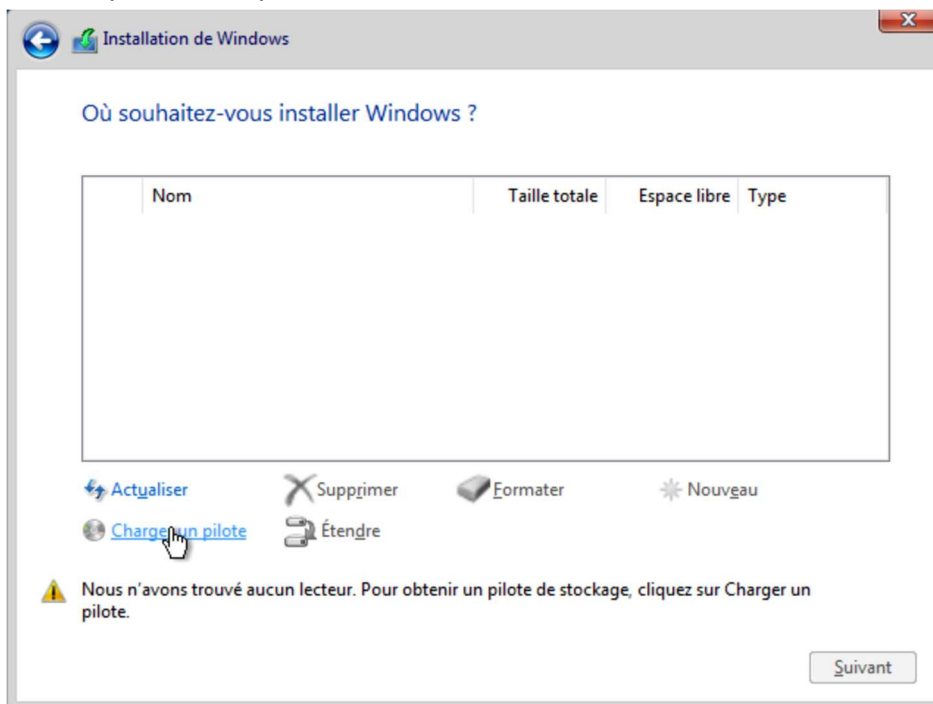 Installation de Windows
Où souhaitez-vous installer Windows ?
Nom Taille totale Espace libre Type
Actualiser Supprimer Formater Nouveau
Charger un pilote Étendre
Nous n'avons trouvé aucun lecteur. Pour obtenir un pilote de stockage, cliquez sur Charger un
pilote.
Suivant